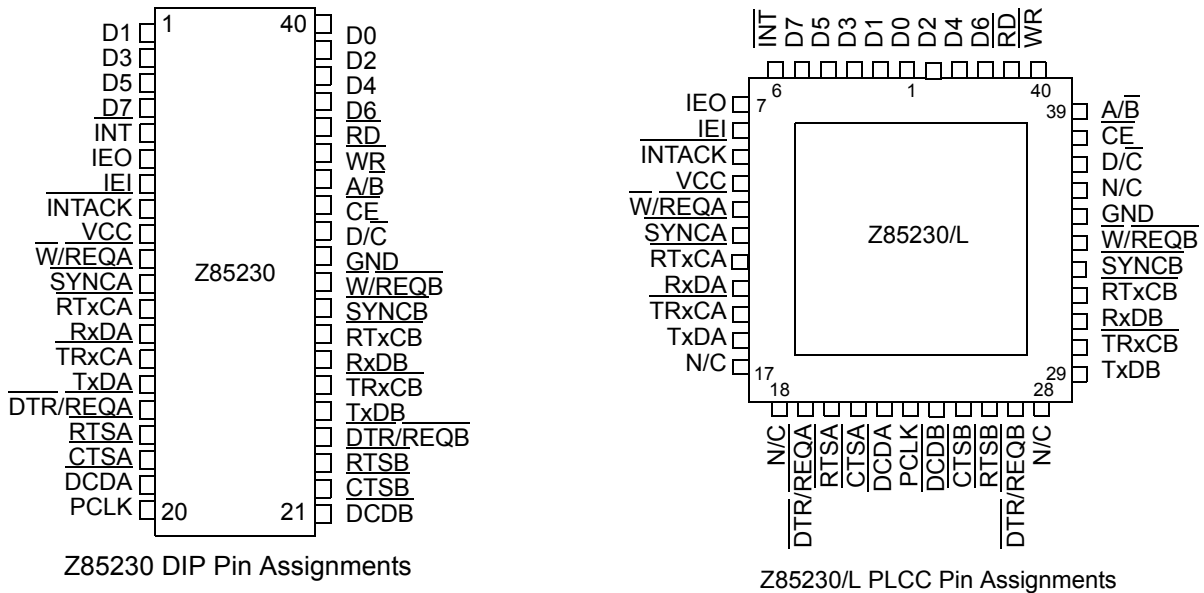 1
40
D1
D3
D5
D7
INT
IEO
IEI
INTACK
VCC
W/REQA
SYNCA
RTxCA
RxDA
TRxCA
TxDA
DTR/REQA
RTSA
CTSA
DCDA
PCLK
Z85230
D0
D2
D4
D6
RD
WR
A/B
CE
D/C
GND
W/REQB
SYNCB
RTxCB
RxDB
TRxCB
TxDB
DTR/REQB
RTSB
CTSB
DCDB
20
21
Z85230 DIP Pin Assignments
INT
D7
D5
D3
D1
D0
D2
D4
D6
RD
WR
6
1
40
7
39
IEO
IEI
INTACK
VCC
W/REQA
SYNCA
RTxCA
RxDA
TRxCA
TxDA
N/C
Z85230/L
A/B
CE
D/C
N/C
GND
W/REQB
SYNCB
RTxCB
RxDB
TRxCB
TxDB
17
18
29
28
N/C
DTR/REQA
RTSA
CTSA
DCDA
PCLK
DCDB
CTSB
RTSB
DTR/REQB
N/C
Z85230/L PLCC Pin Assignments